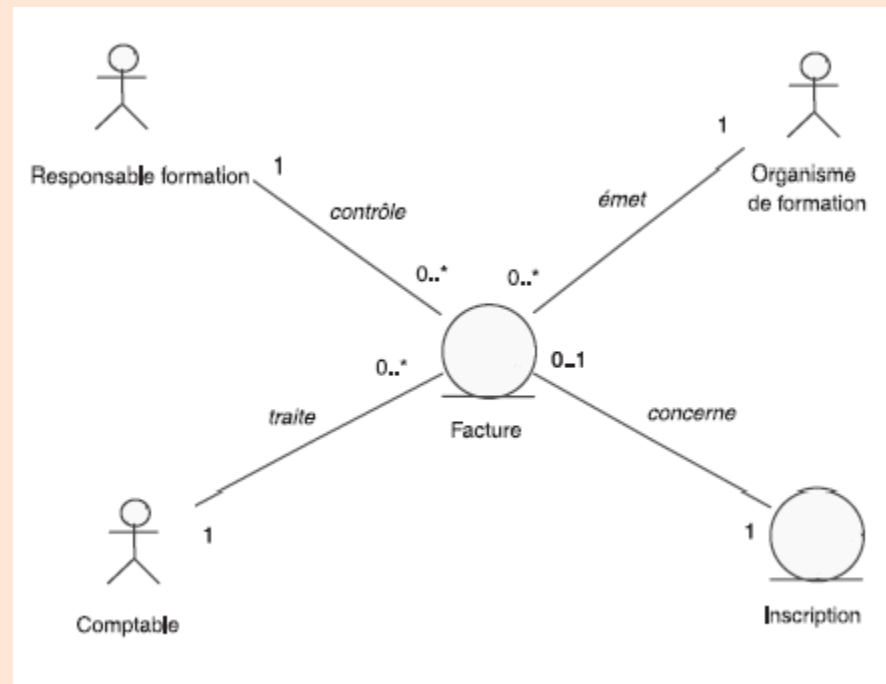 1
Responsable formation
1
Organisme
de formation
contrôle
émet
0..*
0..*
0..*
0..1
traite
Facture
concerne
1
1
Comptable
Inscription